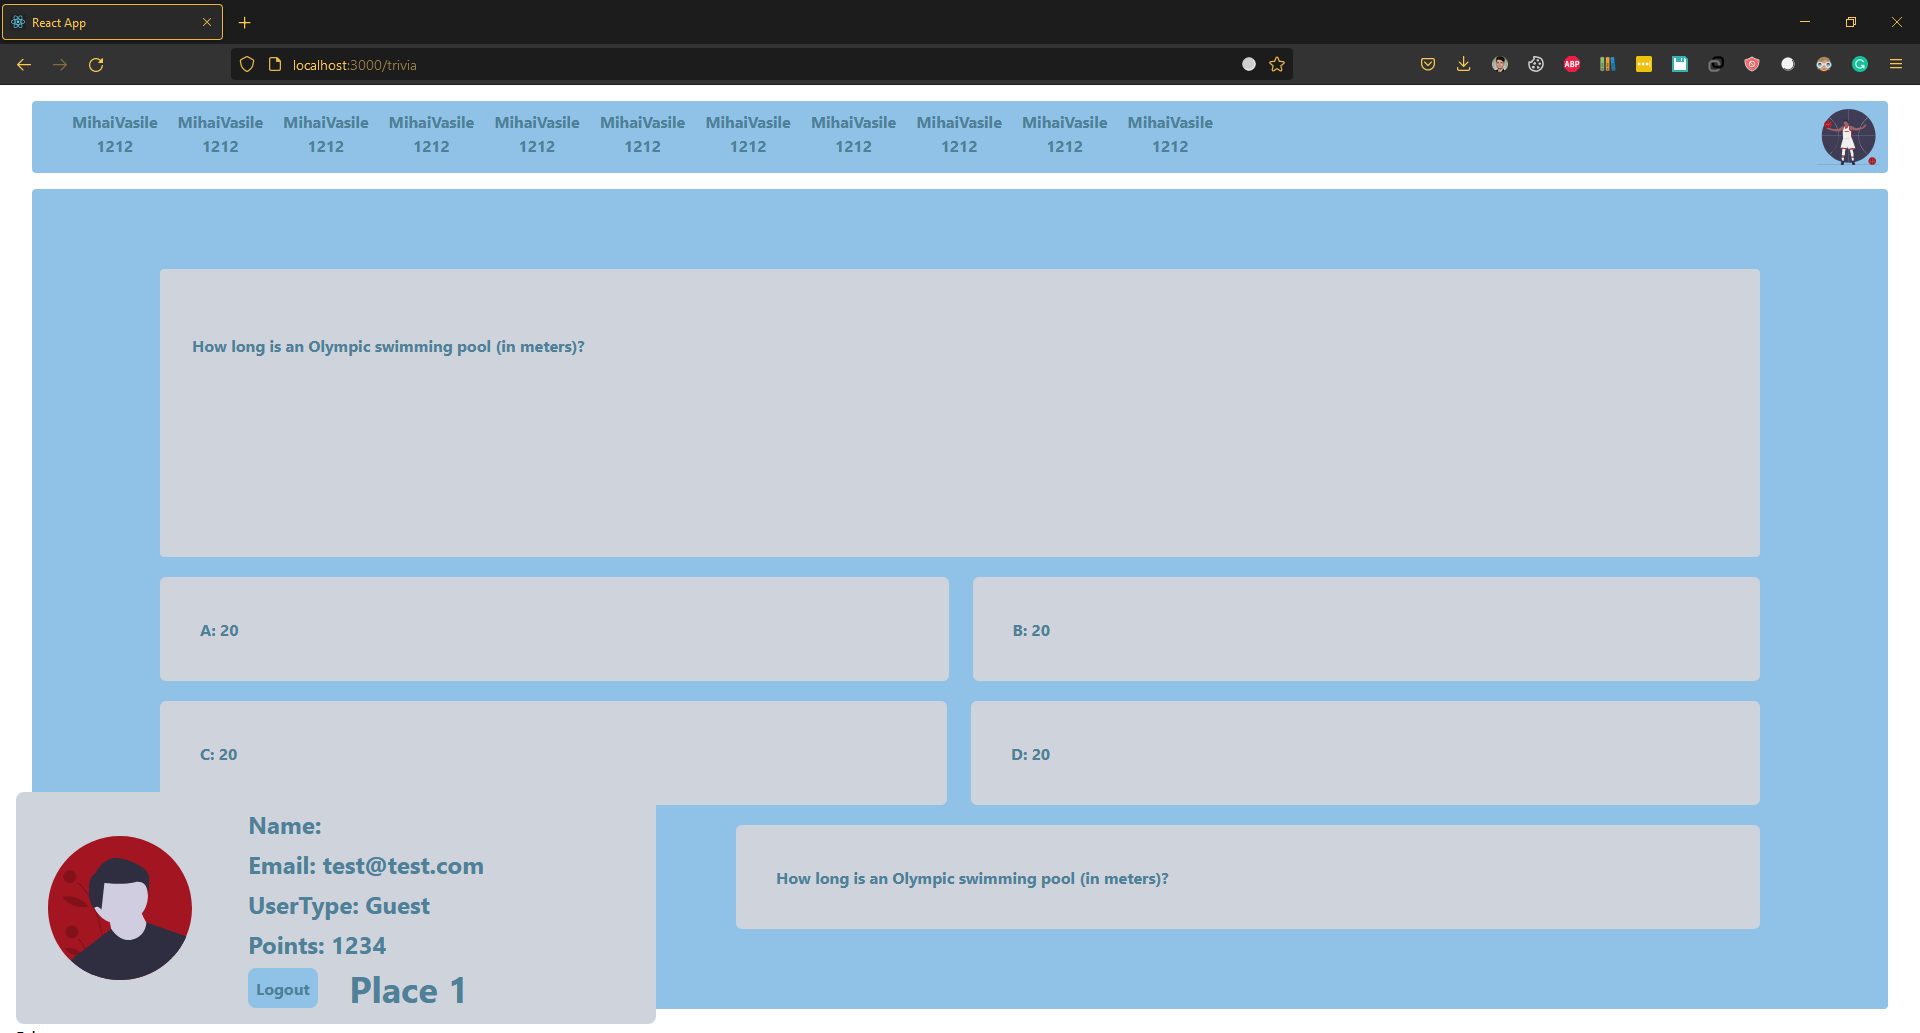 React App
localhost:3000/trivia
ABP
MihaiVasile MihaiVasile MihaiVasile MihaiVasile MihaiVasile MihaiVasile MihaiVasile MihaiVasile MihaiVasile MihaiVasile MihaiVasile
1212 1212 1212 1212 1212 1212 1212 1212 1212 1212 1212
How long is an Olympic swimming pool (in meters)?
A: 20
B: 20
C: 20
D: 20
How long is an Olympic swimming pool (in meters)?
Name:
Email: test@test.com
UserType: Guest
Points: 1234
Logout
Place 1